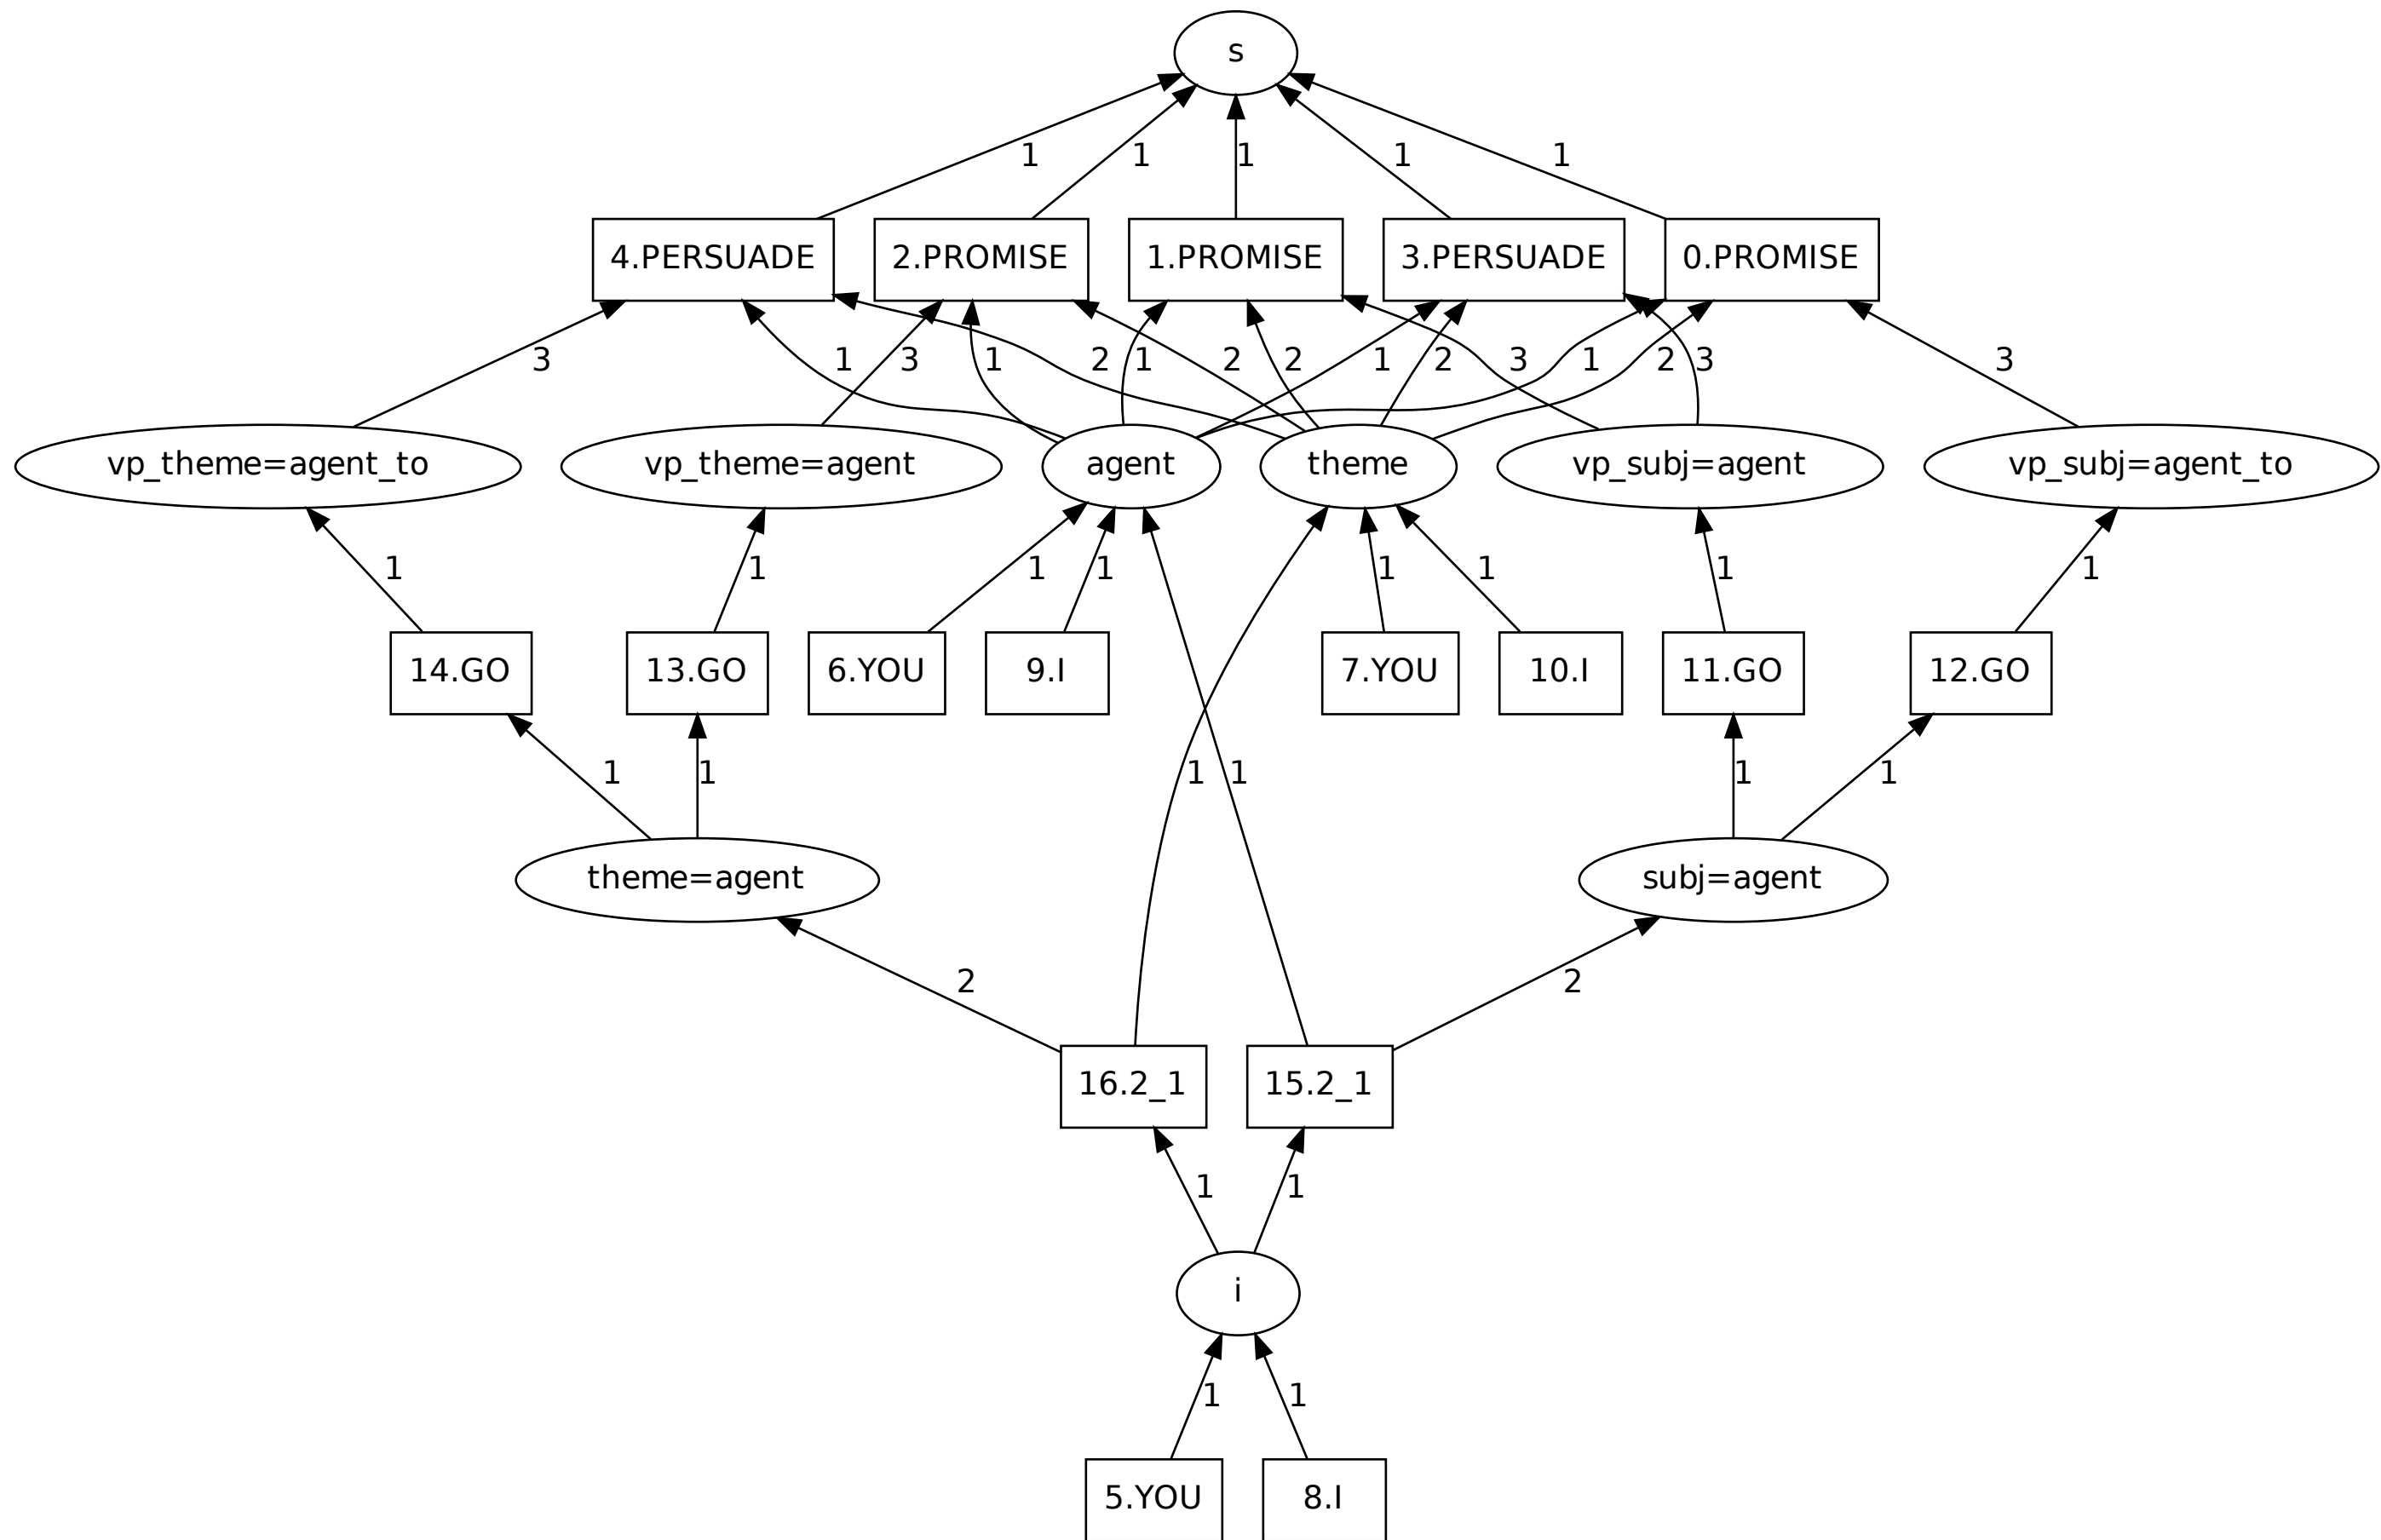 s
1 1 1 1 1
4.PERSUADE 2.PROMISE 1.PROMISE 3.PERSUADE 0.PROMISE
3 1 3 1 2 1 2 2 1 2 3 1 2 3 3
vp_theme=agent_to vp_theme=agent agent theme vp_subj=agent vp_subj=agent_to
1 1 1 1 1 1 1 1
14.GO 13.GO 6.YOU 9.I 7.YOU 10.I 11.GO 12.GO
1 1 1 1 1 1
theme=agent subj=agent
2 2
16.2_1 15.2_1
1 1
i
1 1
5.YOU 8.I